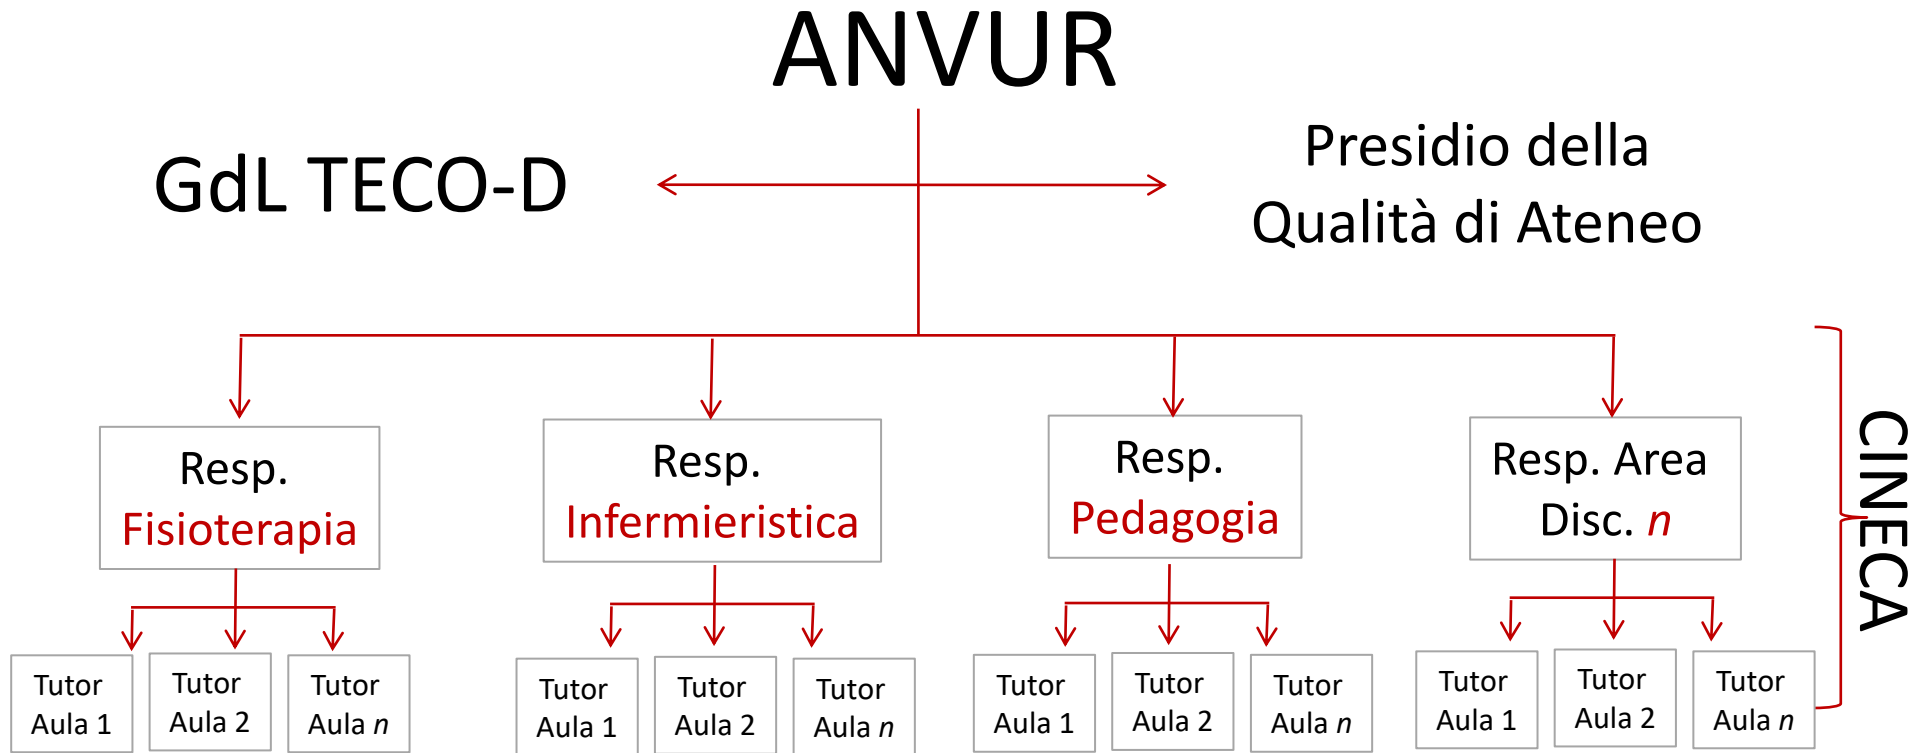 ANVUR
GdL TECO-D
Presidio della
Qualità di Ateneo
Resp.
Fisioterapia
Resp.
Infermieristica
Resp.
Pedagogia
Resp. Area
Disc. n
CINECA
Tutor
Aula 1
Tutor
Aula 2
Tutor
Aula n
Tutor
Aula 1
Tutor
Aula 2
Tutor
Aula n
Tutor
Aula 1
Tutor
Aula 2
Tutor
Aula n
Tutor
Aula 1
Tutor
Aula 2
Tutor
Aula n